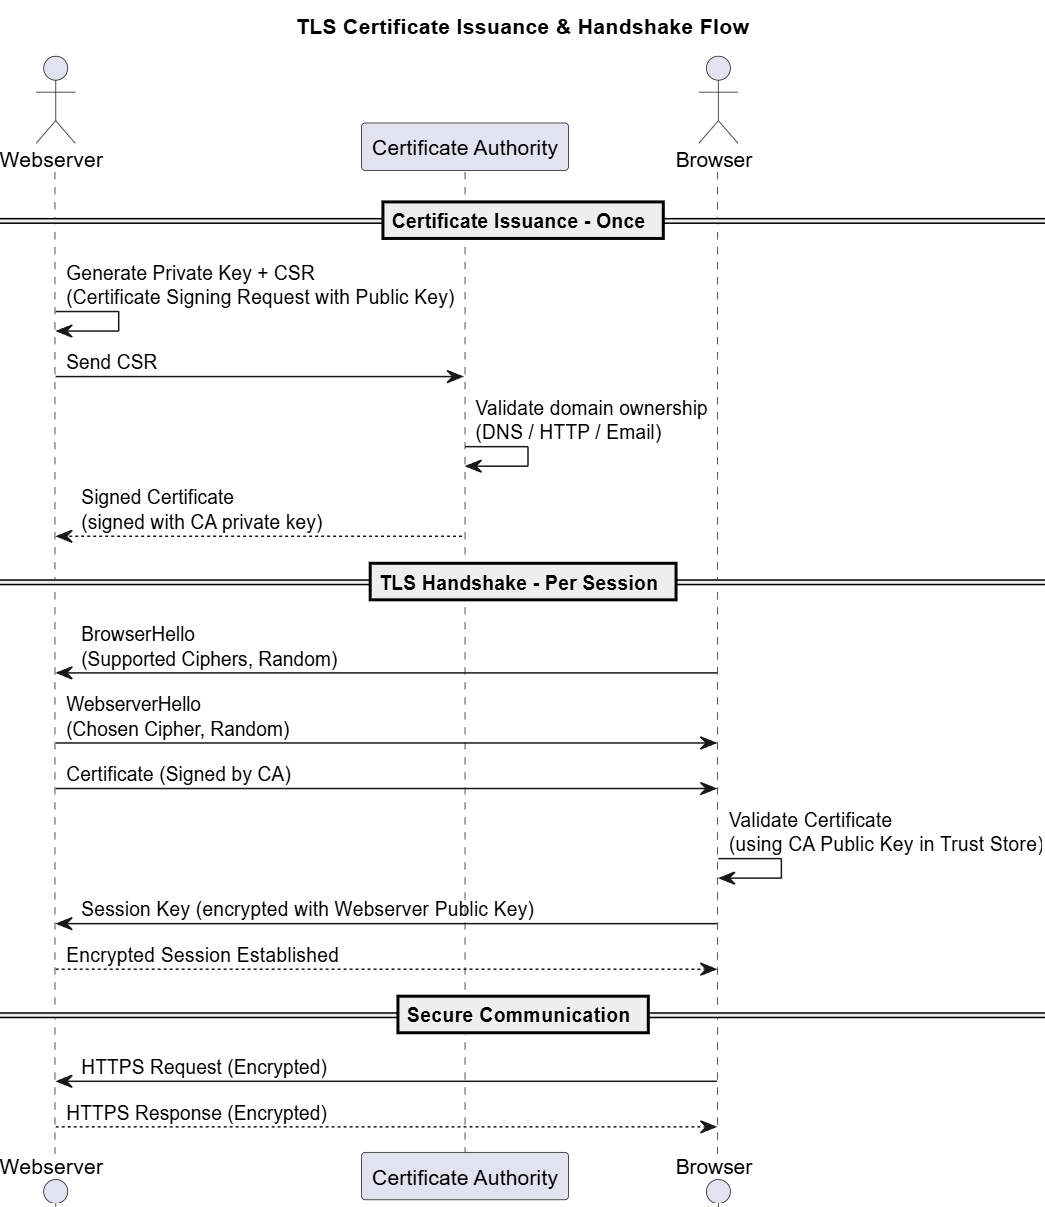 TLS Certificate Issuance & Handshake Flow
Webserver
Certificate Authority
Browser
Certificate Issuance - Once
Generate Private Key + CSR
(Certificate Signing Request with Public Key)
Send CSR
Validate domain ownership
(DNS / HTTP / Email)
Signed Certificate
(signed with CA private key)
TLS Handshake - Per Session
BrowserHello
(Supported Ciphers, Random)
WebserverHello
(Chosen Cipher, Random)
Certificate (Signed by CA)
Validate Certificate
(using CA Public Key in Trust Store)
Session Key (encrypted with Webserver Public Key)
Encrypted Session Established
Secure Communication
HTTPS Request (Encrypted)
HTTPS Response (Encrypted)
Webserver
Certificate Authority
Browser